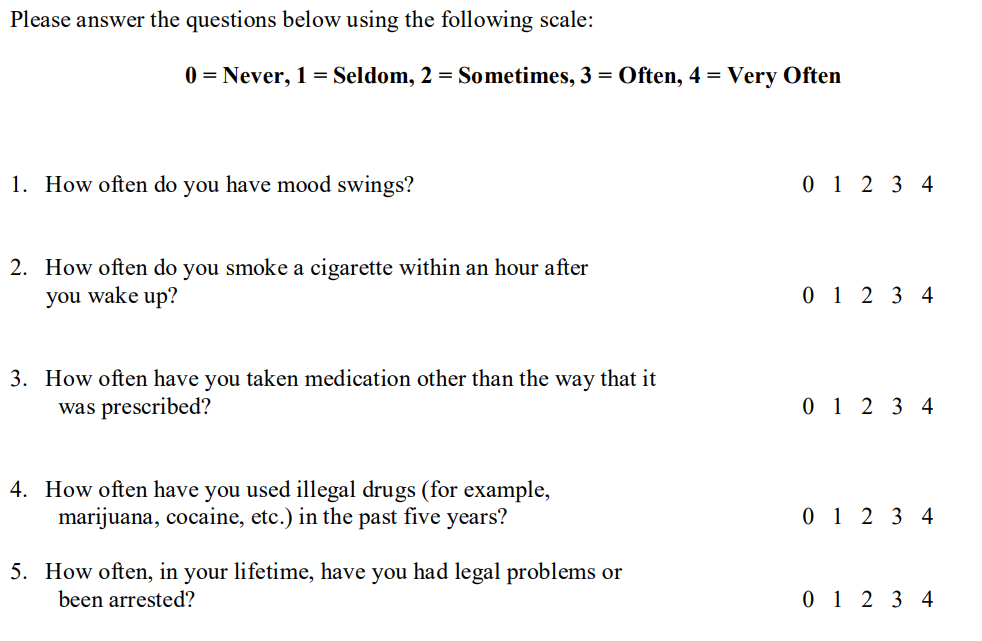 Please answer the questions below using the following scale:
0 = Never, 1 = Seldom, 2 = Sometimes, 3 = Often, 4 = Very Often
1. How often do you have mood swings? 0 1 2 3 4
2. How often do you smoke a cigarette within an hour after
you wake up? 0 1 2 3 4
3. How often have you taken medication other than the way that it
was prescribed? 0 1 2 3 4
4. How often have you used illegal drugs (for example,
marijuana, cocaine, etc.) in the past five years? 0 1 2 3 4
5. How often, in your lifetime, have you had legal problems or
been arrested? 0 1 2 3 4